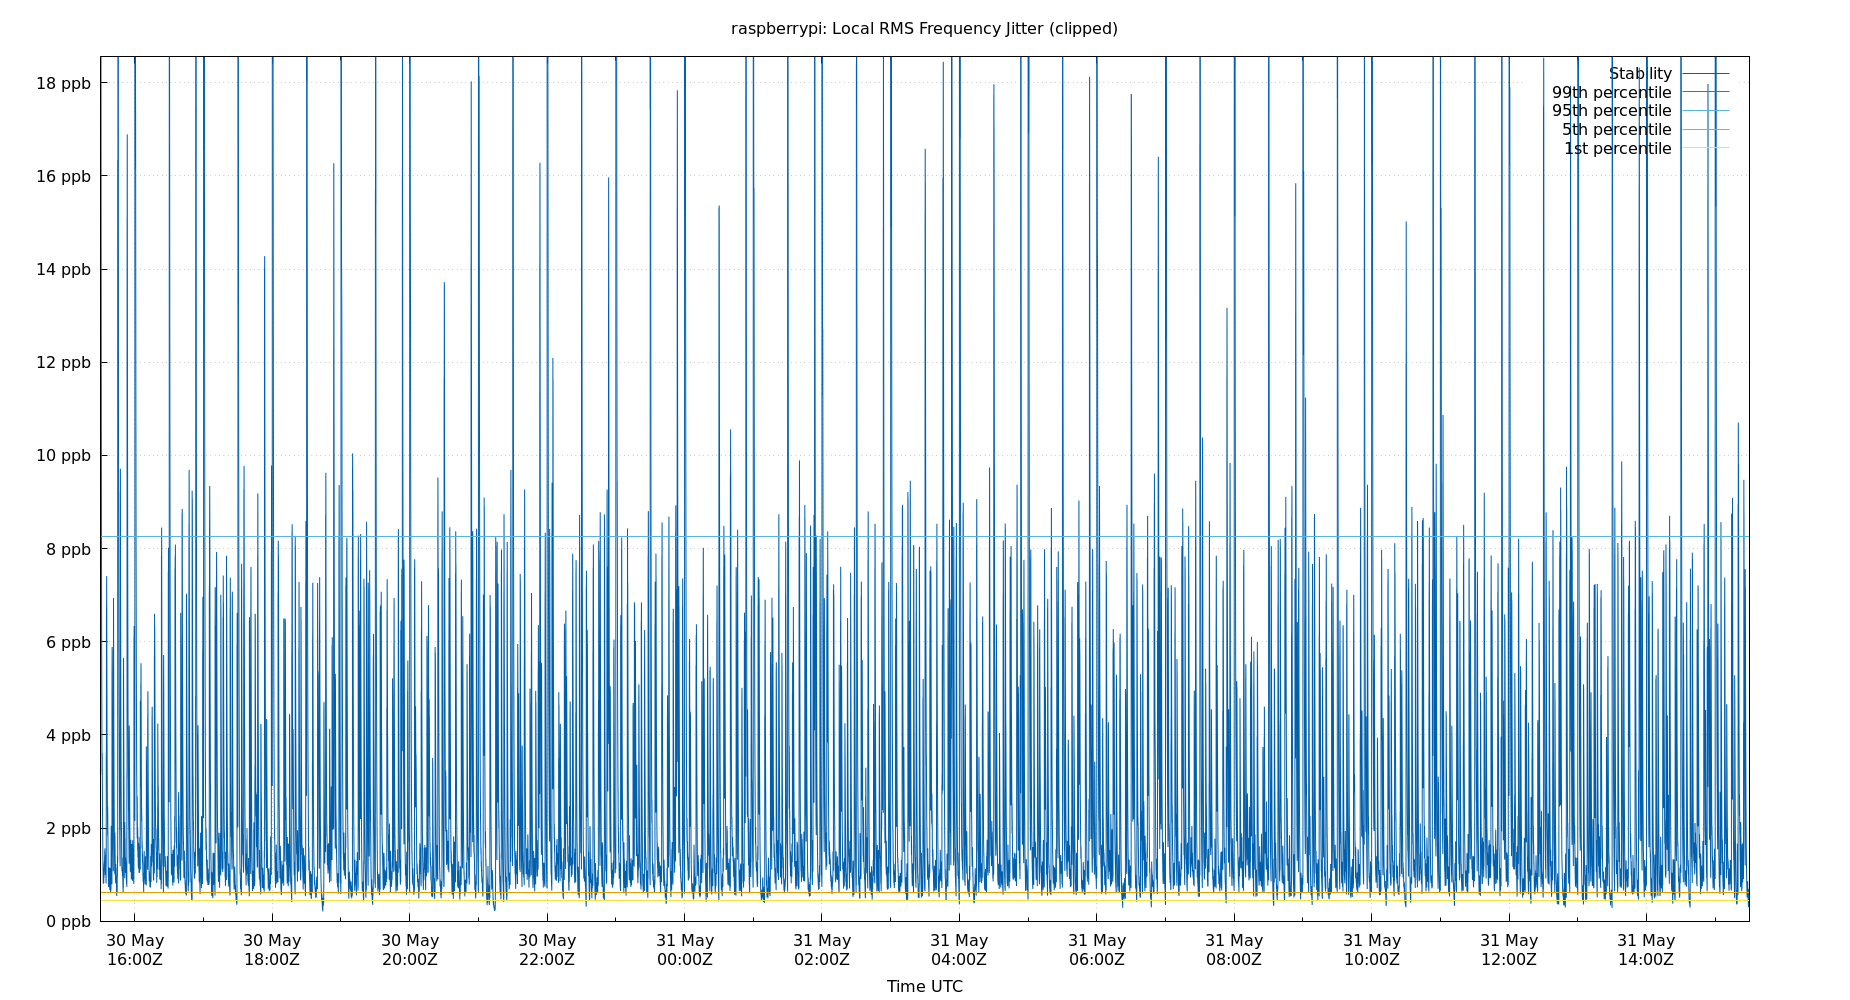 raspberrypi: Local RMS Frequency Jitter (clipped)
18 ppb
16 ppb
14 ppb
12 ppb
10 ppb
8 ppb
6 ppb
4 ppb
2 ppb
0 ppb
Stability
99th percentile
95th percentile
5th percentile
1st percentile
30 May 30 May 30 May 30 May 31 May 31 May 31 May 31 May 31 May 31 May 31 May 31 May
16:00Z 18:00Z 20:00Z 22:00Z 00:00Z 02:00Z 04:00Z 06:00Z 08:00Z 10:00Z 12:00Z 14:00Z
Time UTC